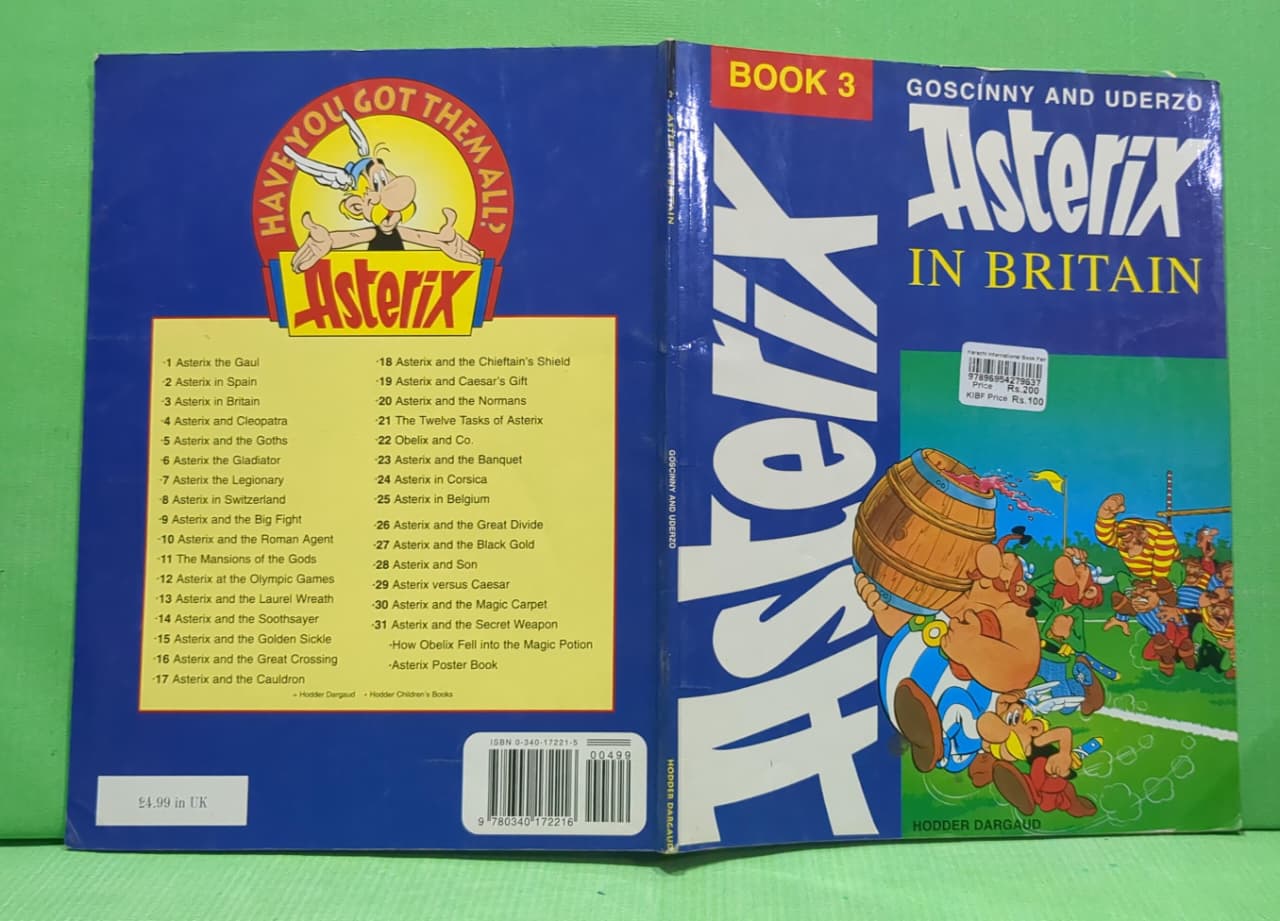 HAVE YOU GOT THEM ALL?
Asterix
·1 Asterix the Gaul
·2 Asterix in Spain
·3 Asterix in Britain
·4 Asterix and Cleopatra
·5 Asterix and the Goths
·6 Asterix the Gladiator
·7 Asterix the Legionary
·8 Asterix in Switzerland
·9 Asterix and the Big Fight
·10 Asterix and the Roman Agent
·11 The Mansions of the Gods
·12 Asterix at the Olympic Games
·13 Asterix and the Laurel Wreath
·14 Asterix and the Soothsayer
·15 Asterix and the Golden Sickle
·16 Asterix and the Great Crossing
·17 Asterix and the Cauldron
·18 Asterix and the Chieftain's Shield
·19 Asterix and Caesar's Gift
·20 Asterix and the Normans
·21 The Twelve Tasks of Asterix
·22 Obelix and Co.
·23 Asterix and the Banquet
·24 Asterix in Corsica
·25 Asterix in Belgium
·26 Asterix and the Great Divide
·27 Asterix and the Black Gold
·28 Asterix and Son
·29 Asterix versus Caesar
·30 Asterix and the Magic Carpet
·31 Asterix and the Secret Weapon
·How Obelix Fell into the Magic Potion
·Asterix Poster Book
Hodder Dargaud • Hodder Children's Books
£4.99 in UK
ISBN 0-340-17221-5
00499
9 780340 172216
ASTERIX IN BRITAIN
GOSCINNY AND UDERZO
HODDER DARGAUD
BOOK 3
Asterix
GOSCINNY AND UDERZO
Asterix
IN BRITAIN
Karachi International Book Fair
97896954279637
Price Rs.200
KIBF Price Rs.100
HODDER DARGAUD